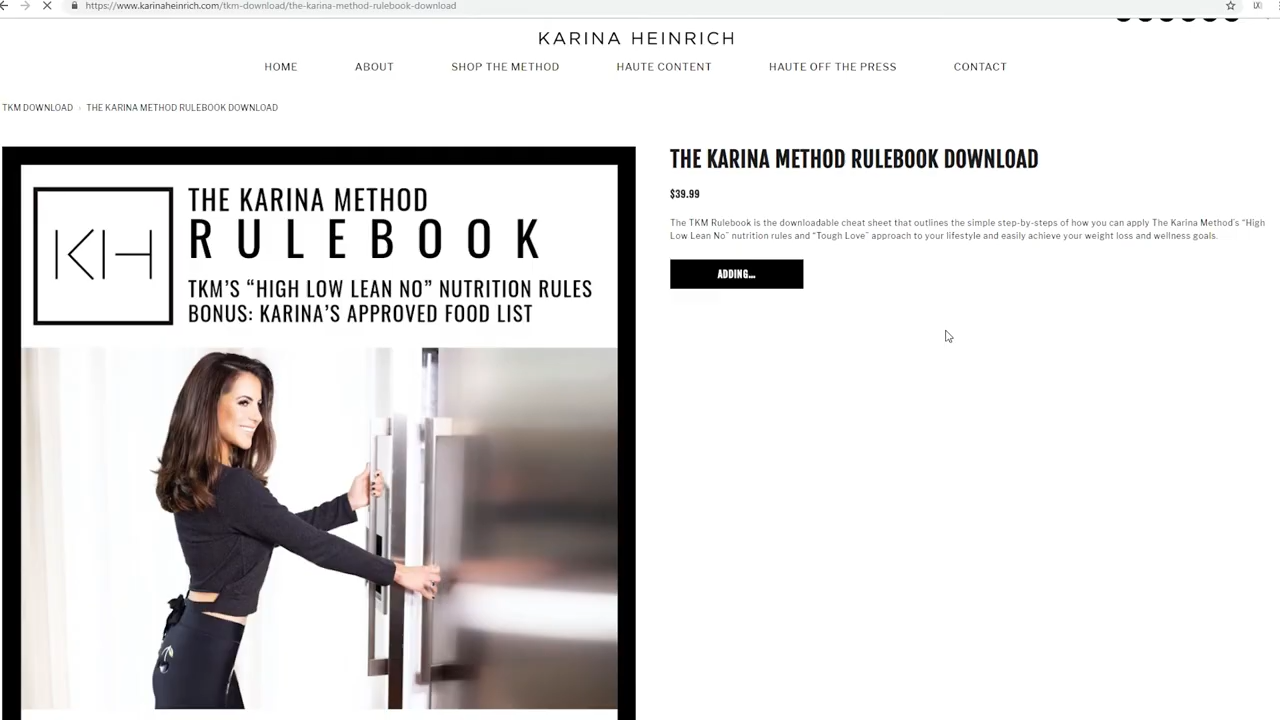 https://www.karinaheinrich.com/tkm-download/the-karina-method-rulebook-download
KARINA HEINRICH
HOME ABOUT SHOP THE METHOD HAUTE CONTENT HAUTE OFF THE PRESS CONTACT
TKM DOWNLOAD › THE KARINA METHOD RULEBOOK DOWNLOAD
KH
THE KARINA METHOD
RULEBOOK
TKM'S “HIGH LOW LEAN NO” NUTRITION RULES
BONUS: KARINA'S APPROVED FOOD LIST
THE KARINA METHOD RULEBOOK DOWNLOAD
$39.99
The TKM Rulebook is the downloadable cheat sheet that outlines the simple step-by-steps of how you can apply The Karina Method's “High
Low Lean No” nutrition rules and “Tough Love” approach to your lifestyle and easily achieve your weight loss and wellness goals.
ADDING...